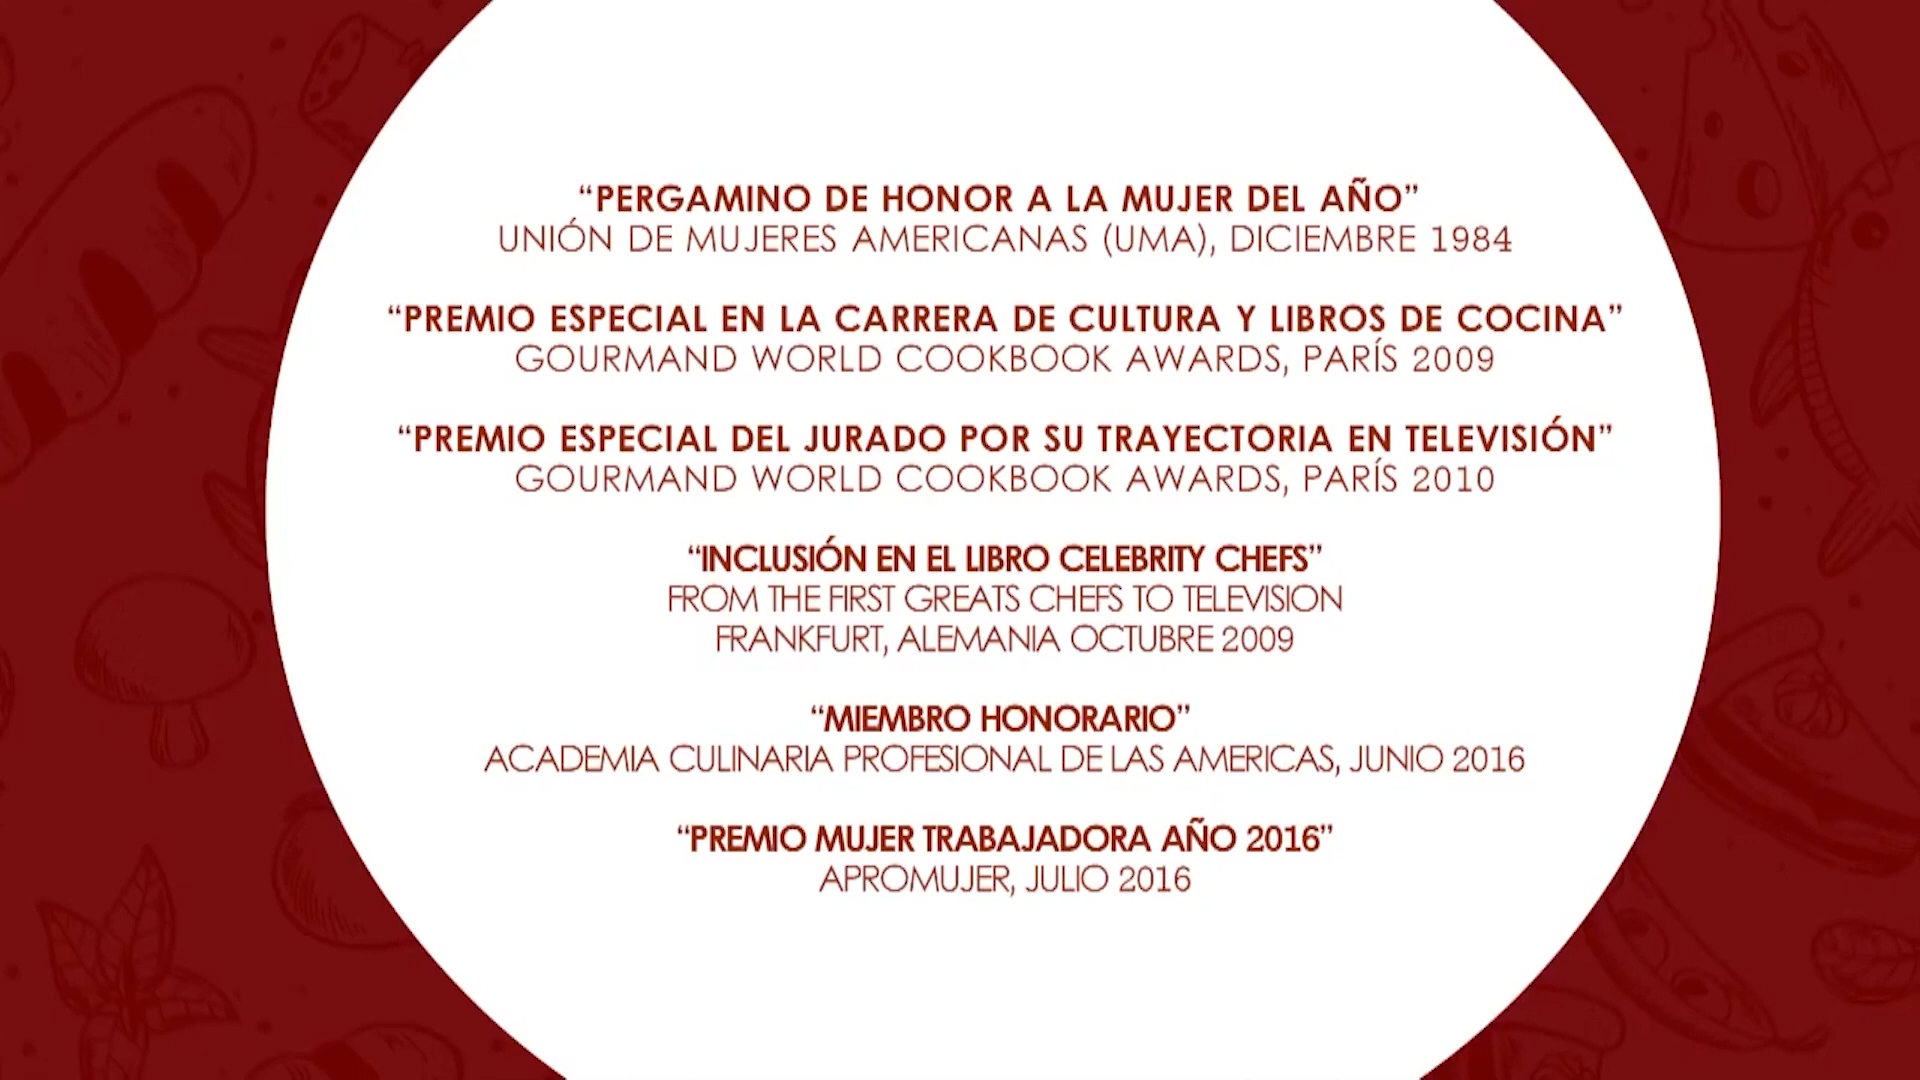 “PERGAMINO DE HONOR A LA MUJER DEL AÑO”
UNIÓN DE MUJERES AMERICANAS (UMA), DICIEMBRE 1984
“PREMIO ESPECIAL EN LA CARRERA DE CULTURA Y LIBROS DE COCINA”
GOURMAND WORLD COOKBOOK AWARDS, PARÍS 2009
“PREMIO ESPECIAL DEL JURADO POR SU TRAYECTORIA EN TELEVISIÓN”
GOURMAND WORLD COOKBOOK AWARDS, PARÍS 2010
“INCLUSIÓN EN EL LIBRO CELEBRITY CHEFS”
FROM THE FIRST GREATS CHEFS TO TELEVISION
FRANKFURT, ALEMANIA OCTUBRE 2009
“MIEMBRO HONORARIO”
ACADEMIA CULINARIA PROFESIONAL DE LAS AMERICAS, JUNIO 2016
“PREMIO MUJER TRABAJADORA AÑO 2016”
APROMUJER, JULIO 2016